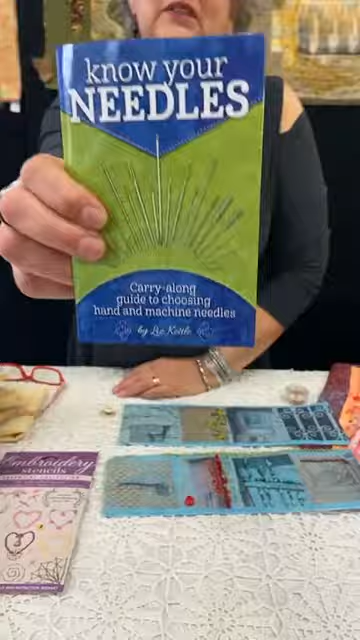 know your
NEEDLES
Carry-along
guide to choosing
hand and machine needles
by Liz Kettle
Embroidery
stencils